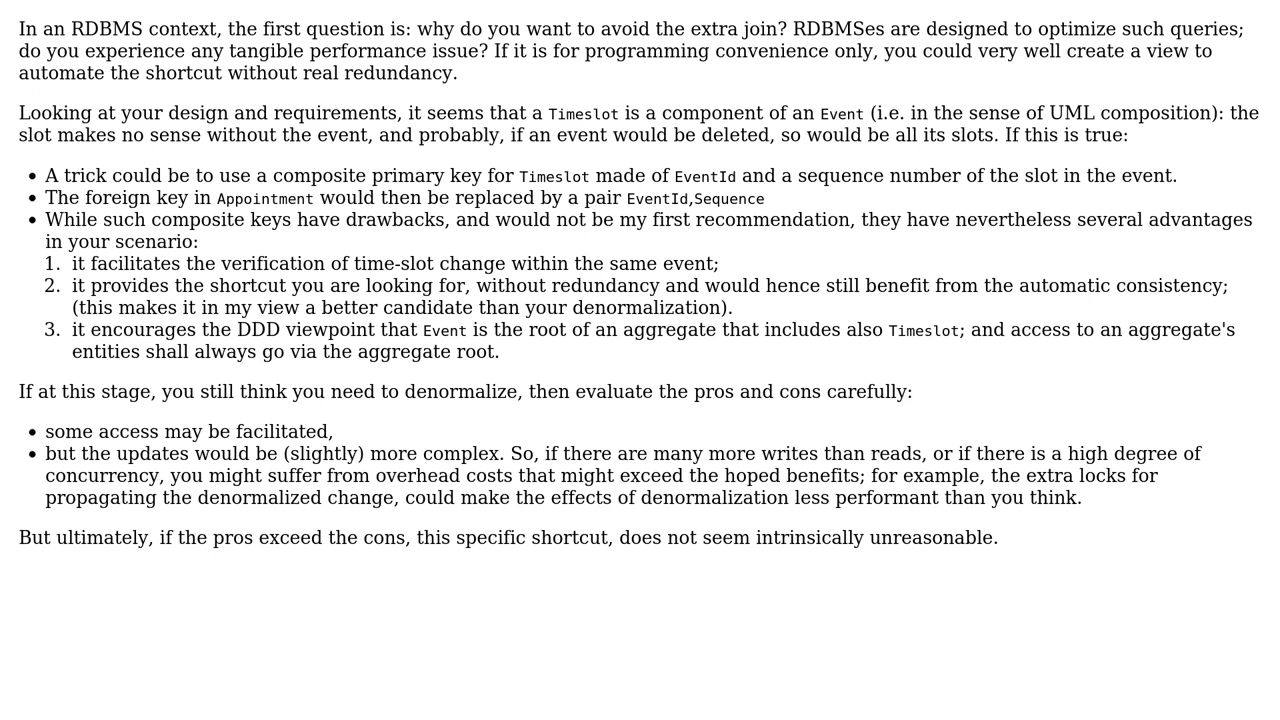 In an RDBMS context, the first question is: why do you want to avoid the extra join? RDBMSes are designed to optimize such queries;
do you experience any tangible performance issue? If it is for programming convenience only, you could very well create a view to
automate the shortcut without real redundancy.
Looking at your design and requirements, it seems that a Timeslot is a component of an Event (i.e. in the sense of UML composition): the
slot makes no sense without the event, and probably, if an event would be deleted, so would be all its slots. If this is true:
• A trick could be to use a composite primary key for Timeslot made of EventId and a sequence number of the slot in the event.
• The foreign key in Appointment would then be replaced by a pair EventId,Sequence
• While such composite keys have drawbacks, and would not be my first recommendation, they have nevertheless several advantages
in your scenario:
1. it facilitates the verification of time-slot change within the same event;
2. it provides the shortcut you are looking for, without redundancy and would hence still benefit from the automatic consistency;
(this makes it in my view a better candidate than your denormalization).
3. it encourages the DDD viewpoint that Event is the root of an aggregate that includes also Timeslot; and access to an aggregate's
entities shall always go via the aggregate root.
If at this stage, you still think you need to denormalize, then evaluate the pros and cons carefully:
• some access may be facilitated,
• but the updates would be (slightly) more complex. So, if there are many more writes than reads, or if there is a high degree of
concurrency, you might suffer from overhead costs that might exceed the hoped benefits; for example, the extra locks for
propagating the denormalized change, could make the effects of denormalization less performant than you think.
But ultimately, if the pros exceed the cons, this specific shortcut, does not seem intrinsically unreasonable.